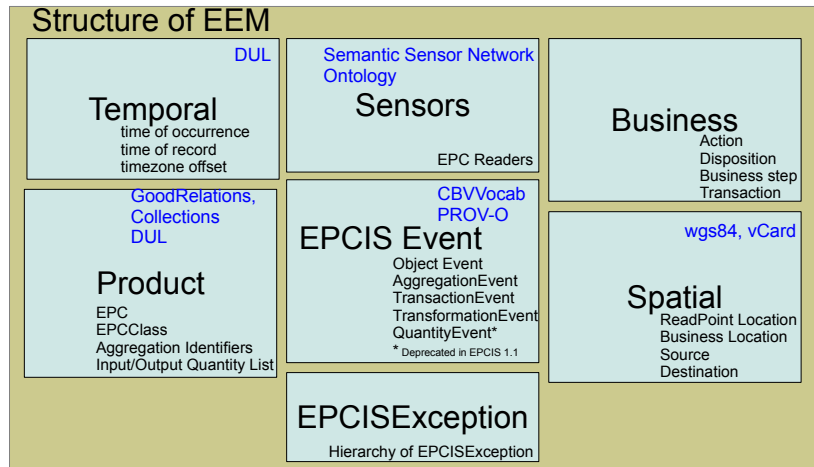 Structure of EEM
DUL
Temporal
time of occurrence
time of record
timezone offset
Semantic Sensor Network
Ontology
Sensors
EPC Readers
Business
Action
Disposition
Business step
Transaction
GoodRelations,
Collections
DUL
Product
EPC
EPCClass
Aggregation Identifiers
Input/Output Quantity List
CBVVocab
PROV-O
EPCIS Event
Object Event
AggregationEvent
TransactionEvent
TransformationEvent
QuantityEvent*
* Deprecated in EPCIS 1.1
wgs84, vCard
Spatial
ReadPoint Location
Business Location
Source
Destination
EPCISException
Hierarchy of EPCISException